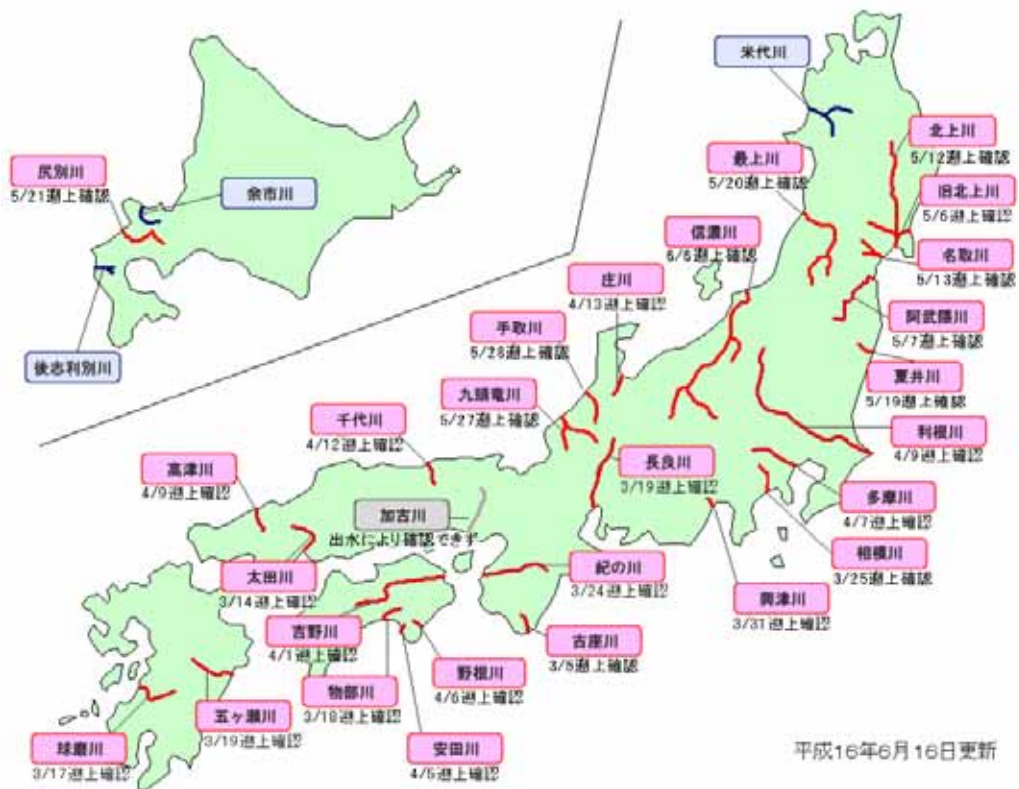 米代川
北上川
5/12遡上確認
最上川
5/20遡上確認
尻別川
5/21遡上確認
余市川
旧北上川
5/6遡上確認
信濃川
6/6遡上確認
名取川
5/13遡上確認
庄川
4/13遡上確認
阿武隈川
5/7遡上確認
手取川
5/28遡上確認
後志利別川
夏井川
5/19遡上確認
九頭竜川
5/27遡上確認
千代川
4/12遡上確認
利根川
4/9遡上確認
高津川
4/9遡上確認
長良川
3/19遡上確認
多摩川
4/7遡上確認
加古川
出水により確認できず
相模川
3/25遡上確認
太田川
3/14遡上確認
紀の川
3/24遡上確認
興津川
3/31遡上確認
吉野川
4/1遡上確認
古座川
3/5遡上確認
野根川
4/6遡上確認
物部川
3/18遡上確認
五ヶ瀬川
3/19遡上確認
球磨川
3/17遡上確認
安田川
4/5遡上確認
平成16年6月16日更新